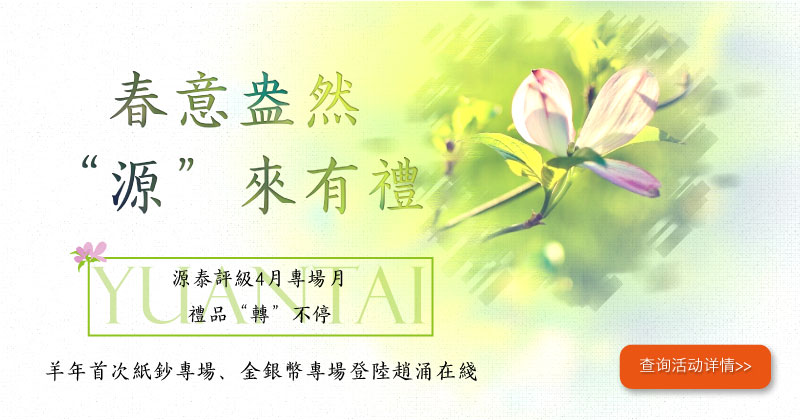 春意盎然
“源”來有禮
YUANTAI
源泰評級4月專場月
禮品“轉”不停
羊年首次紙鈔專場、金銀幣專場登陸趙涌在綫
查询活动详情>>